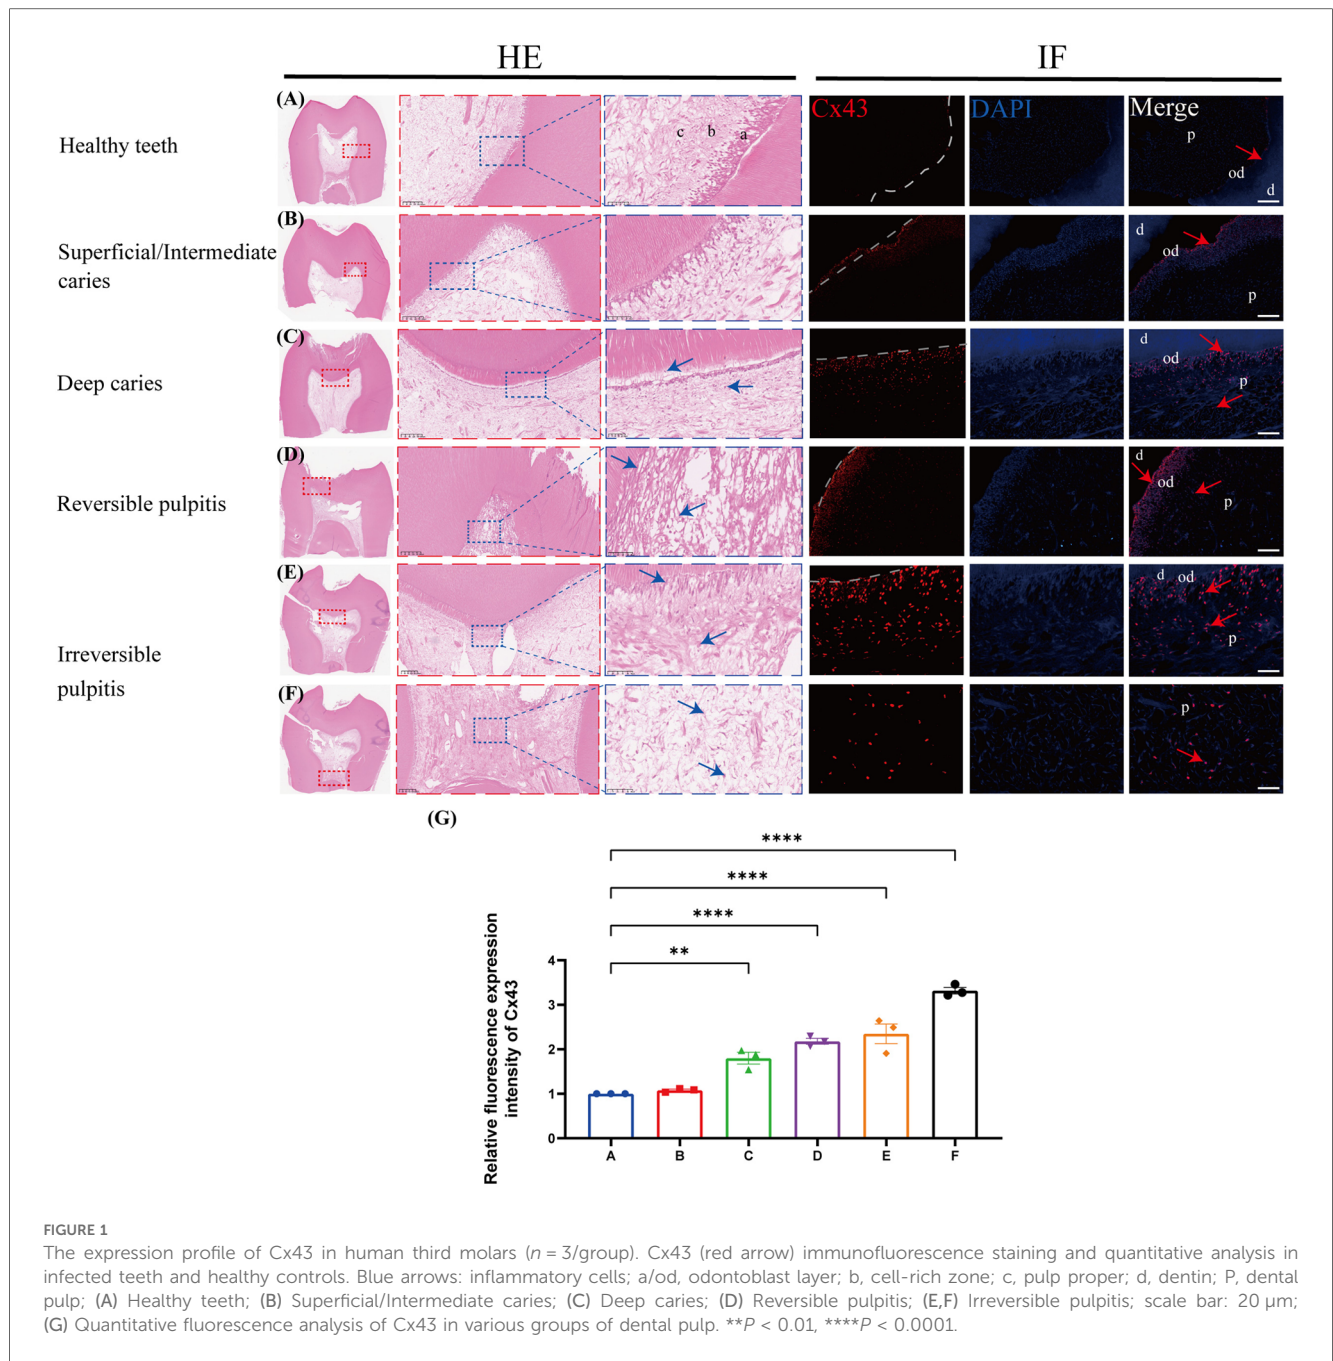 HE
IF
(A)
Healthy teeth
c
b
a
Cx43
DAPI
Merge
p
od
d
(B)
Superficial/Intermediate
caries
d
od
p
(C)
Deep caries
d
od
p
(D)
Reversible pulpitis
d
od
p
(E)
d
od
p
Irreversible
pulpitis
(F)
p
(G)
****
****
****
**
Relative fluorescence expression
intensity of Cx43
4
3
2
1
0
A
B
C
D
E
F
FIGURE 1
The expression profile of Cx43 in human third molars (n = 3/group). Cx43 (red arrow) immunofluorescence staining and quantitative analysis in
infected teeth and healthy controls. Blue arrows: inflammatory cells; a/od, odontoblast layer; b, cell-rich zone; c, pulp proper; d, dentin; P, dental
pulp; (A) Healthy teeth; (B) Superficial/Intermediate caries; (C) Deep caries; (D) Reversible pulpitis; (E,F) Irreversible pulpitis; scale bar: 20 µm;
(G) Quantitative fluorescence analysis of Cx43 in various groups of dental pulp. **P < 0.01, ****P < 0.0001.